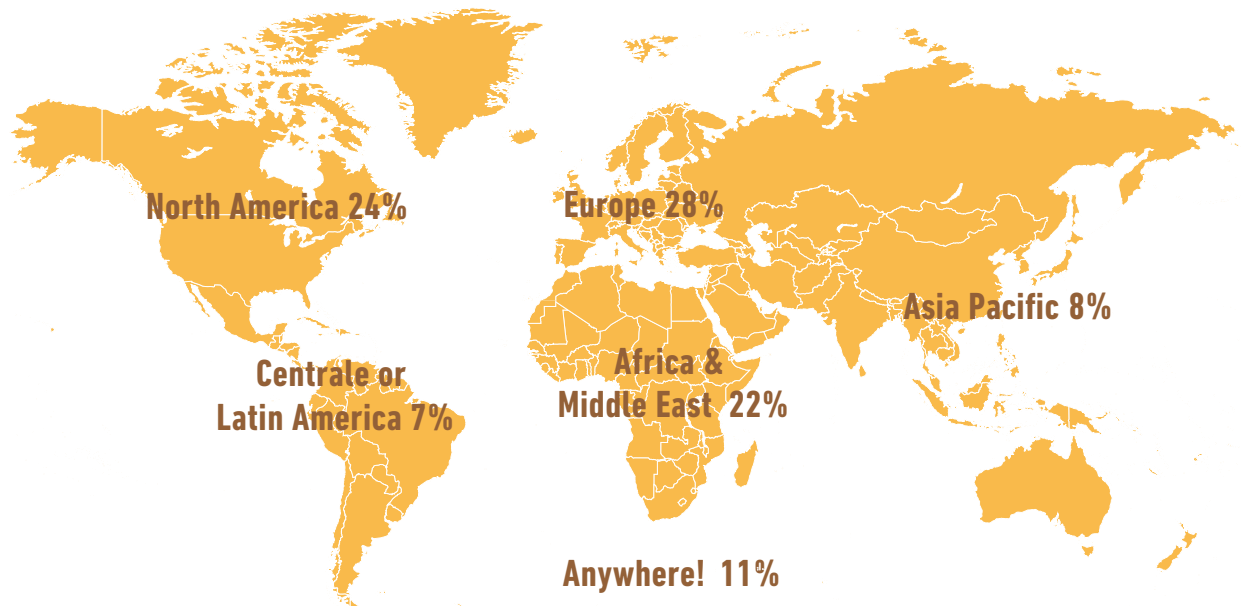 North America 24%
Europe 28%
Asia Pacific 8%
Centrale or
Latin America 7%
Africa &
Middle East 22%
Anywhere! 11%